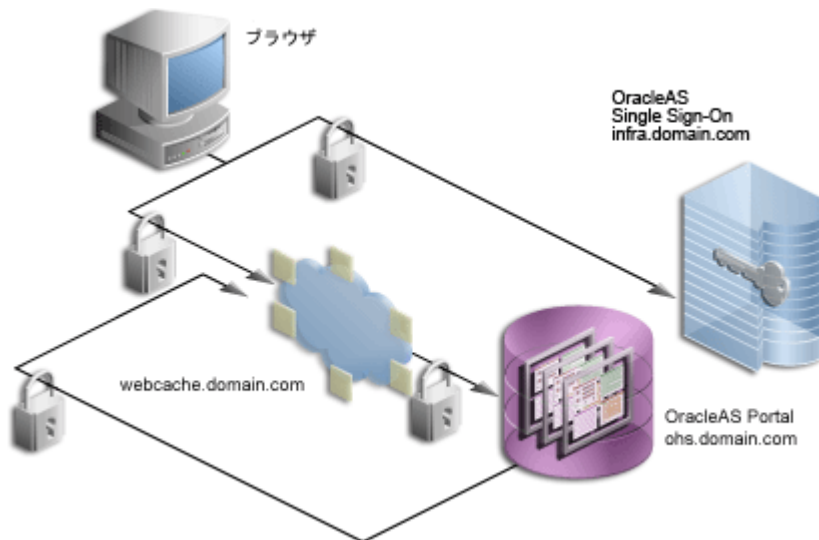 ブラウザ
OracleAS
Single Sign-On
infra.domain.com
webcache.domain.com
OracleAS Portal
ohs.domain.com